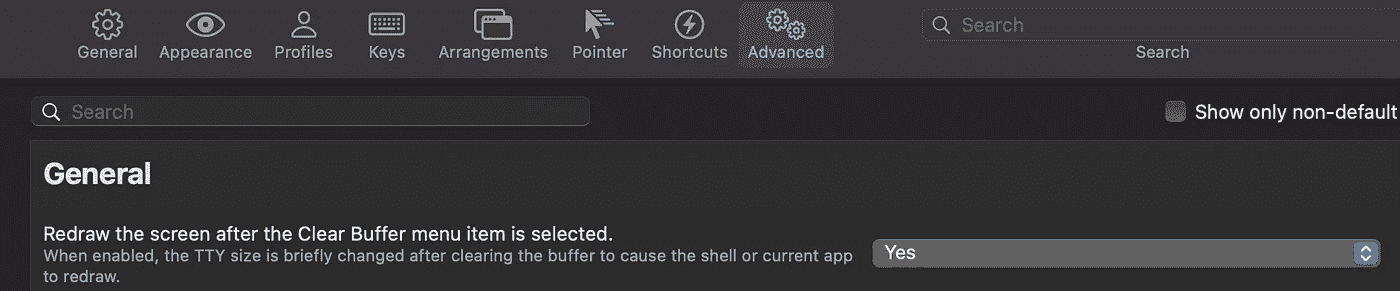 General Appearance Profiles Keys Arrangements Pointer Shortcuts Advanced
Search
Search
Search
Show only non-default
General
Redraw the screen after the Clear Buffer menu item is selected.
When enabled, the TTY size is briefly changed after clearing the buffer to cause the shell or current app
to redraw.
Yes